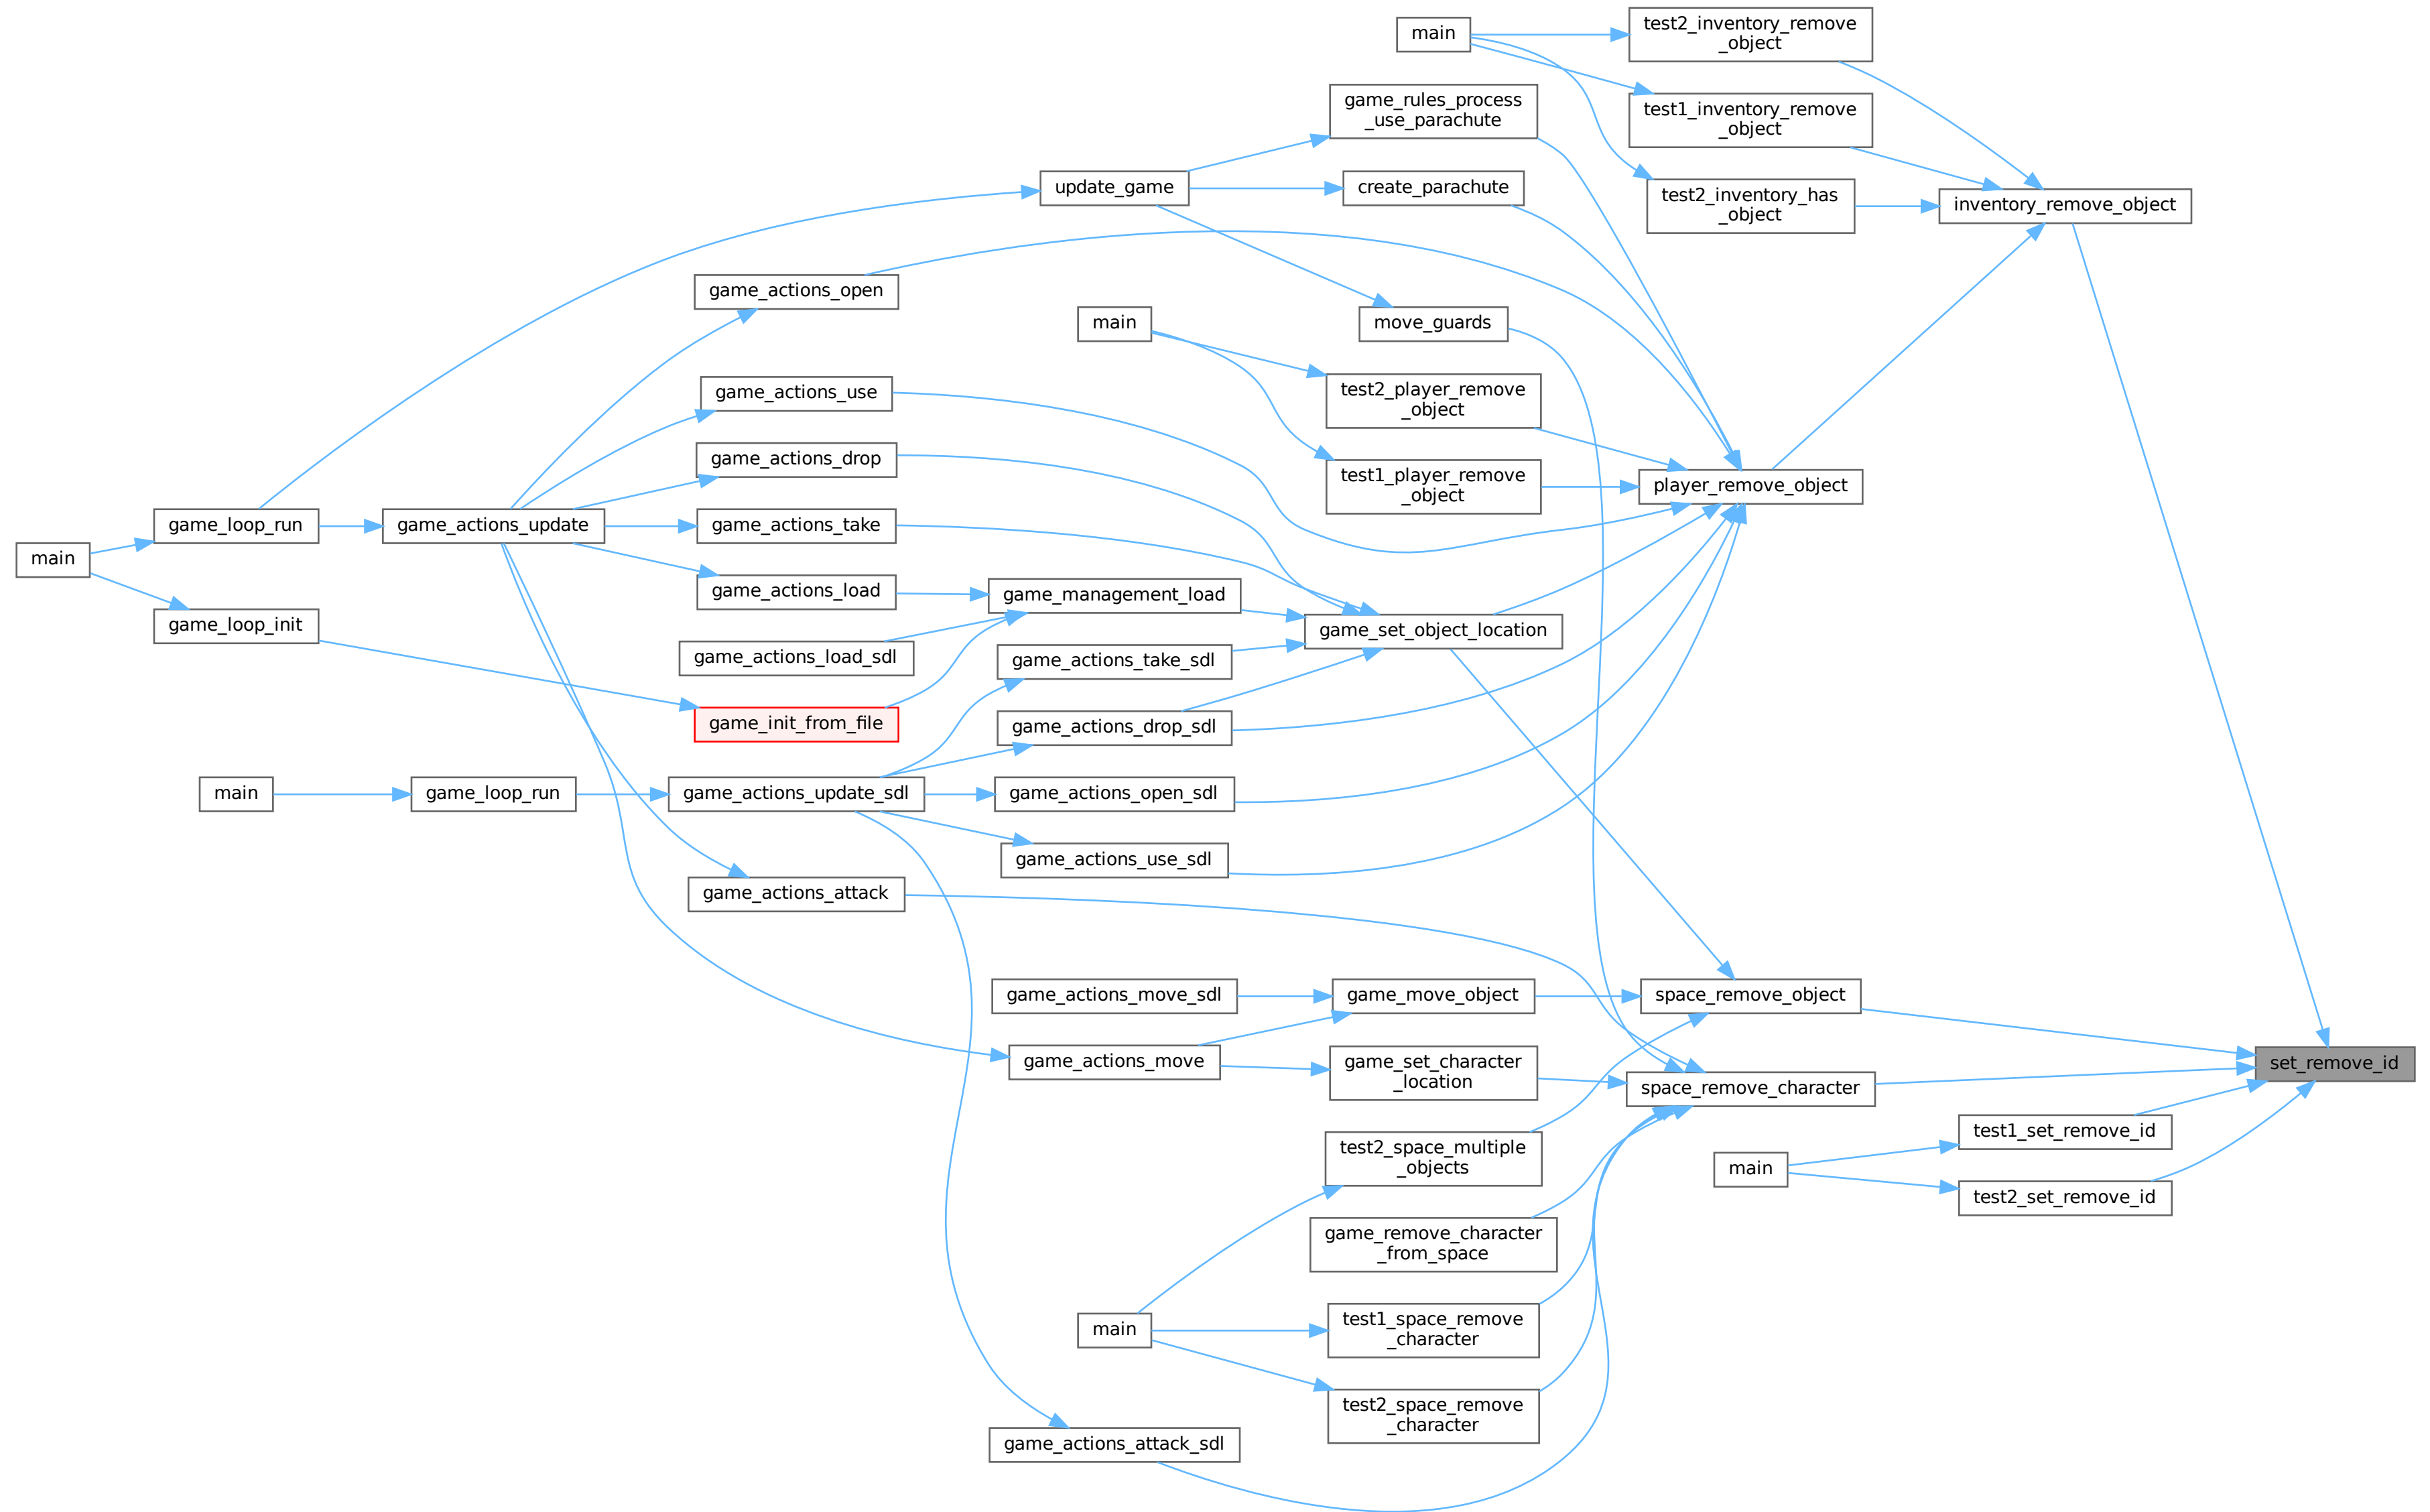 test2_inventory_remove
_object
main
test1_inventory_remove
_object
game_rules_process
_use_parachute
update_game
create_parachute
test2_inventory_has
_object
inventory_remove_object
game_actions_open
main
move_guards
game_actions_use
test2_player_remove
_object
game_actions_drop
test1_player_remove
_object
player_remove_object
game_loop_run
game_actions_update
game_actions_take
main
game_actions_load
game_management_load
game_loop_init
game_set_object_location
game_actions_load_sdl
game_actions_take_sdl
game_init_from_file
game_actions_drop_sdl
main
game_loop_run
game_actions_update_sdl
game_actions_open_sdl
game_actions_use_sdl
game_actions_attack
game_actions_move_sdl
game_move_object
space_remove_object
game_actions_move
game_set_character
_location
set_remove_id
space_remove_character
test1_set_remove_id
test2_space_multiple
_objects
main
test2_set_remove_id
game_remove_character
_from_space
main
test1_space_remove
_character
test2_space_remove
_character
game_actions_attack_sdl